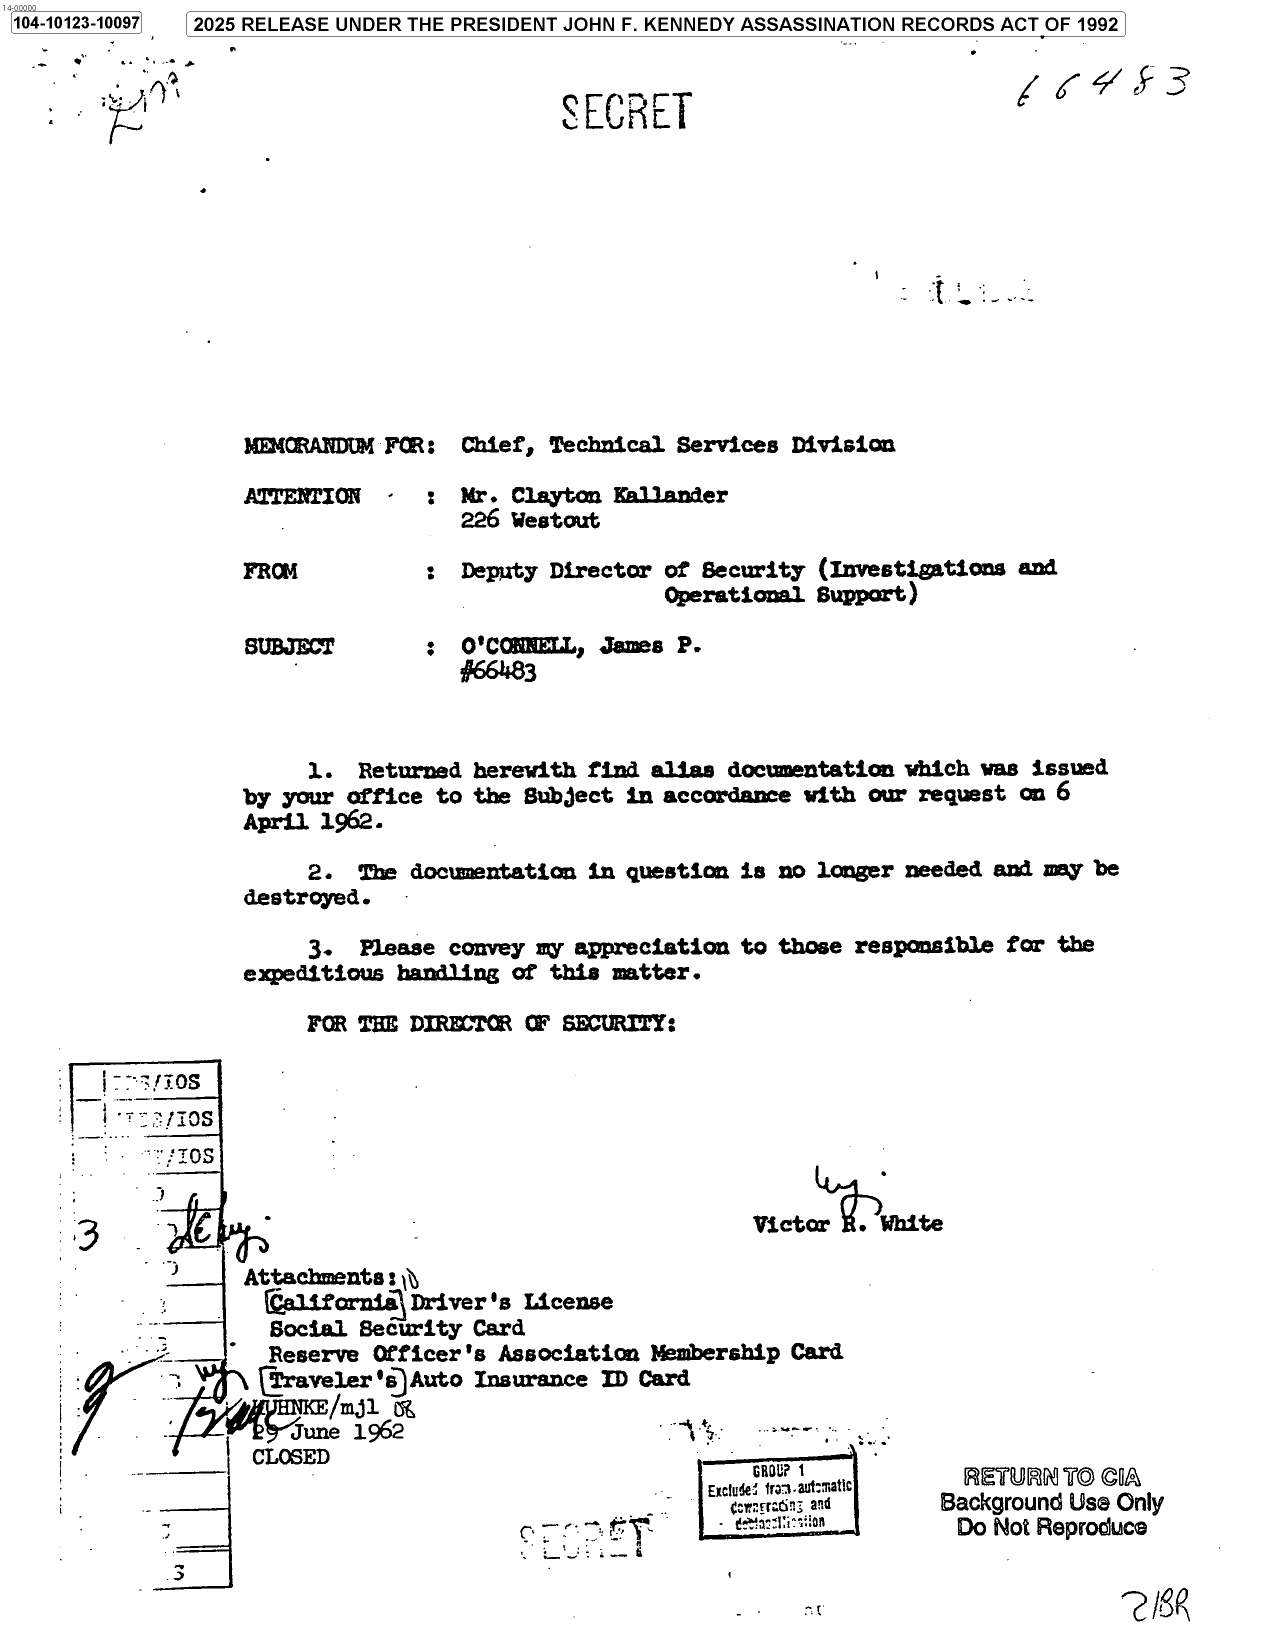 14-00000
104-10123-10097
2025 RELEASE UNDER THE PRESIDENT JOHN F. KENNEDY ASSASSINATION RECORDS ACT OF 1992
66483
SECRET
MEMORANDUM FOR: Chief, Technical Services Division
ATTENTION : Mr. Clayton Kallander
226 Westout
FROM : Deputy Director of Security (Investigations and
Operational Support)
SUBJECT : O'CONNELL, James P.
#66483
1. Returned herewith find alias documentation which was issued
by your office to the Subject in accordance with our request on 6
April 1962.
2. The documentation in question is no longer needed and may be
destroyed.
3. Please convey my appreciation to those responsible for the
expeditious handling of this matter.
FOR THE DIRECTOR OF SECURITY:
/IOS
/IOS
/IOS
3
Victor R. White
Attachments:
[California] Driver's License
Social Security Card
Reserve Officer's Association Membership Card
[Traveler's] Auto Insurance ID Card
KUHNKE/mjl
29 June 1962
CLOSED
GROUP 1
Excluded from automatic
downgrading and
declassification
RETURN TO CIA
Background Use Only
Do Not Reproduce
SECRET
3
21BR